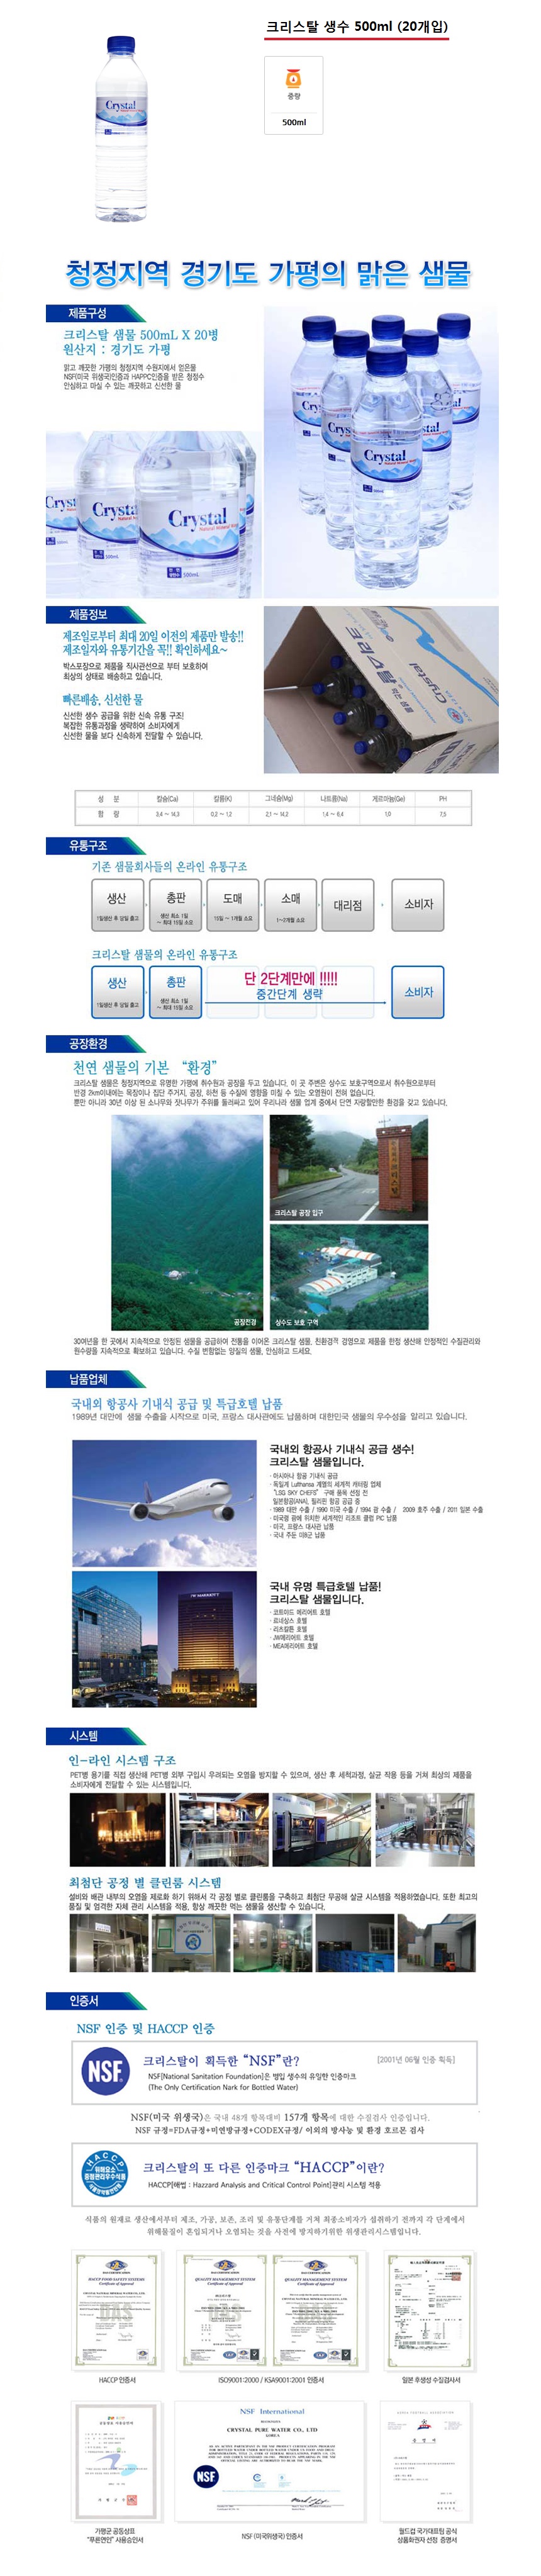 크리스탈 생수 500ml (20개입)
중량
500ml
Crystal
청정지역 경기도 가평의 맑은 샘물
제품구성
크리스탈 샘물 500mL X 20병
원산지 : 경기도 가평
맑고 깨끗한 가평의 청정지역 수원지에서 얻은물
NSF(미국 위생국)인증과 HAPPC인증을 받은 청정수
안심하고 마실 수 있는 깨끗하고 신선한 물
Crystal
Crystal
제품정보
제조일로부터 최대 20일 이전의 제품만 발송!!
제조일자와 유통기간을 꼭!! 확인하세요~
박스포장으로 제품을 직사관선으로 부터 보호하여
최상의 상태로 배송하고 있습니다.
빠른배송, 신선한 물
신선한 생수 공급을 위한 신속 유통 구조!
복잡한 유통과정을 생략하여 소비자에게
신선한 물을 보다 신속하게 전달할 수 있습니다.
크리스탈
Crystal
성 분 칼슘(Ca) 칼륨(K) 그네슘(Mg) 나트륨(Na) 게르마늄(Ge) PH
함 량 3.4 ~ 14.3 0.2 ~ 1.2 2.1 ~ 14.2 1.4 ~ 6.4 1.0 7.5
유통구조
기존 샘물회사들의 온라인 유통구조
생산 총판 도매 소매 대리점 소비자
1일생산 후 당일 출고 생산 최소 1일 15일 ~ 1개월 소요 1~2개월 소요
~ 최대 15일 소요
크리스탈 샘물의 온라인 유통구조
생산 총판 단 2단계만에 !!!!! 소비자
중간단계 생략
1일생산 후 당일 출고 생산 최소 1일
~ 최대 15일 소요
공장환경
천연 샘물의 기본 “환경”
크리스탈 샘물은 청정지역으로 유명한 가평에 취수원과 공장을 두고 있습니다. 이 곳 주변은 상수도 보호구역으로서 취수원으로부터
반경 2km이내에는 목장이나 집단 주거지, 공장, 하천 등 수질에 영향을 미칠 수 있는 오염원이 전혀 없습니다.
뿐만 아니라 30년 이상 된 소나무와 잣나무가 주위를 둘러싸고 있어 우리나라 샘물 업계 중에서 단연 자랑할만한 환경을 갖고 있습니다.
크리스탈 공장 입구
공장전경
상수도 보호 구역
30여년을 한 곳에서 지속적으로 안정된 샘물을 공급하여 전통을 이어온 크리스탈 샘물. 친환경적 경영으로 제품을 한정 생산해 안정적인 수질관리와
원수량을 지속적으로 확보하고 있습니다. 수질 변함없는 양질의 샘물, 안심하고 드세요.
납품업체
국내외 항공사 기내식 공급 및 특급호텔 납품
1989년 대만에 샘물 수출을 시작으로 미국, 프랑스 대사관에도 납품하며 대한민국 샘물의 우수성을 알리고 있습니다.
국내외 항공사 기내식 공급 생수!
크리스탈 샘물입니다.
· 아시아나 항공 기내식 공급
· 독일계 Lufthansa 계열의 세계적 캐터링 업체
"LSG SKY CHEFS" 구매 품목 선정 전
일본항공(ANA), 필리핀 항공 공급 중
· 1989 대만 수출 / 1990 미국 수출 / 1994 괌 수출 / 2009 호주 수출 / 2011 일본 수출
· 미국령 괌에 위치한 세계적인 리조트 클럽 PIC 납품
· 미국, 프랑스 대사관 납품
· 국내 주둔 미8군 납품
국내 유명 특급호텔 납품!
크리스탈 샘물입니다.
· 코트야드 메리어트 호텔
· 르네상스 호텔
· 리츠칼튼 호텔
· JW메리어트 호텔
· MEA메리어트 호텔
시스템
인-라인 시스템 구조
PET병 용기를 직접 생산해 PET병 외부 구입시 우려되는 오염을 방지할 수 있으며, 생산 후 세척과정, 살균 작용 등을 거쳐 최상의 제품을
소비자에게 전달할 수 있는 시스템입니다.
최첨단 공정 별 클린룸 시스템
설비와 배관 내부의 오염을 제로화 하기 위해서 각 공정 별로 클린룸을 구축하고 최첨단 무공해 살균 시스템을 적용하였습니다. 또한 최고의
품질 및 엄격한 자체 관리 시스템을 적용, 항상 깨끗한 먹는 샘물을 생산할 수 있습니다.
인증서
NSF 인증 및 HACCP 인증
NSF
크리스탈이 획득한 “NSF”란? [2001년 06월 인증 획득]
NSF[National Sanitation Foundation]은 병입 생수의 유일한 인증마크
(The Only Certification Nark for Bottled Water)
NSF(미국 위생국)은 국내 48개 항목대비 157개 항목에 대한 수질검사 인증입니다.
NSF 규정=FDA규정+미연방규정+CODEX규정/ 이외의 방사능 및 환경 호르몬 검사
HACCP
위해요소
중점관리우수식품
크리스탈의 또 다른 인증마크 “HACCP”이란?
HACCP[해썹 : Hazzard Analysis and Critical Control Point]관리 시스템 적용
식품의 원재료 생산에서부터 제조, 가공, 보존, 조리 및 유통단계를 거쳐 최종소비자가 섭취하기 전까지 각 단계에서
위해물질이 혼입되거나 오염되는 것을 사전에 방지하기위한 위생관리시스템입니다.
HACCP 인증서
ISO9001:2000 / KSA9001:2001 인증서
일본 후생성 수질검사서
NSF International
CRYSTAL PURE WATER CO., LTD
KOREA
NSF
가평군 공동상표
“푸른연인” 사용승인서
NSF (미국위생국) 인증서
월드컵 국가대표팀 공식
상품화권자 선정 증명서